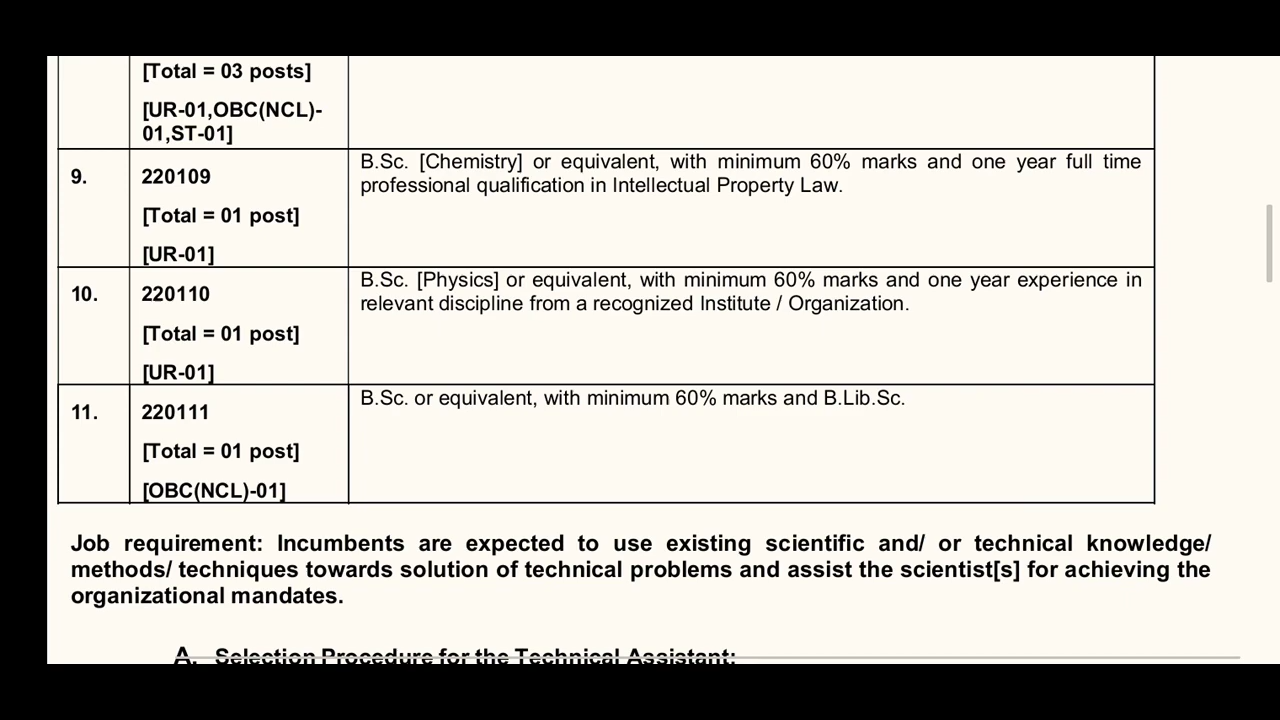 [Total = 03 posts]
[UR-01,OBC(NCL)-
01,ST-01]
9.
220109
[Total = 01 post]
[UR-01]
B.Sc. [Chemistry] or equivalent, with minimum 60% marks and one year full time
professional qualification in Intellectual Property Law.
10.
220110
[Total = 01 post]
[UR-01]
B.Sc. [Physics] or equivalent, with minimum 60% marks and one year experience in
relevant discipline from a recognized Institute / Organization.
11.
220111
[Total = 01 post]
[OBC(NCL)-01]
B.Sc. or equivalent, with minimum 60% marks and B.Lib.Sc.
Job requirement: Incumbents are expected to use existing scientific and/ or technical knowledge/
methods/ techniques towards solution of technical problems and assist the scientist[s] for achieving the
organizational mandates.
A. Selection Procedure for the Technical Assistant: